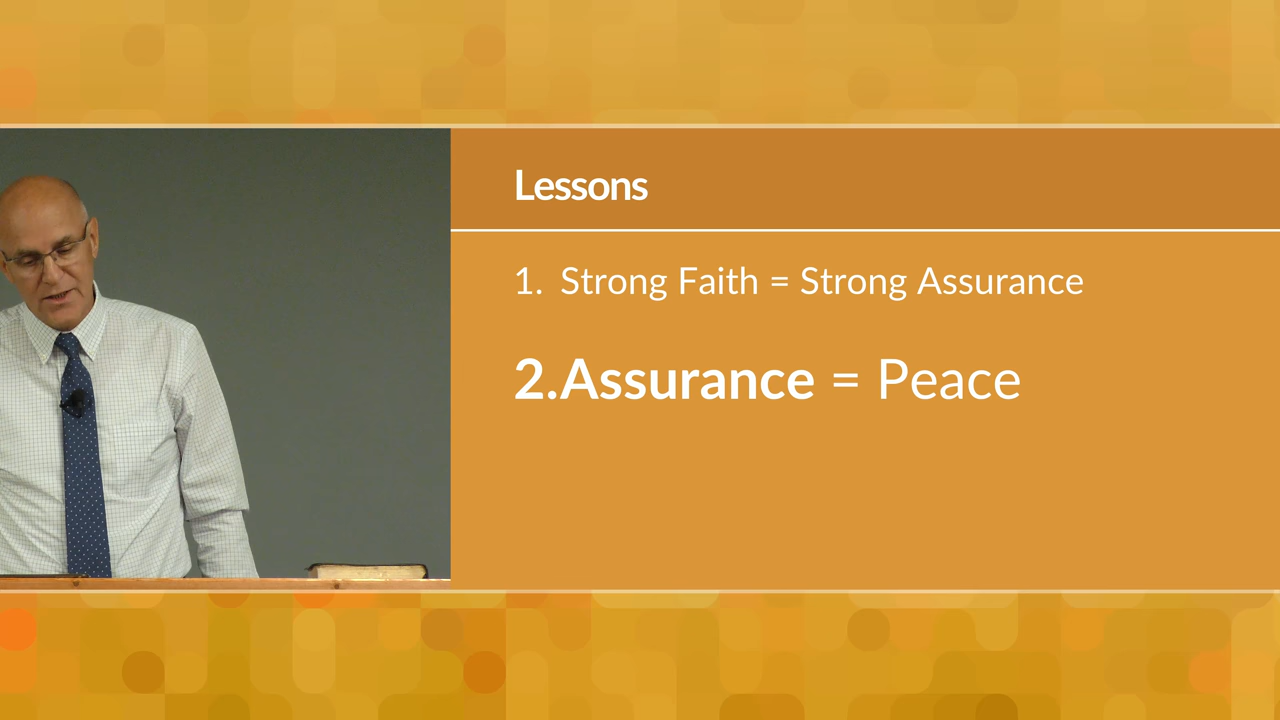 Lessons
1. Strong Faith = Strong Assurance
2.Assurance = Peace